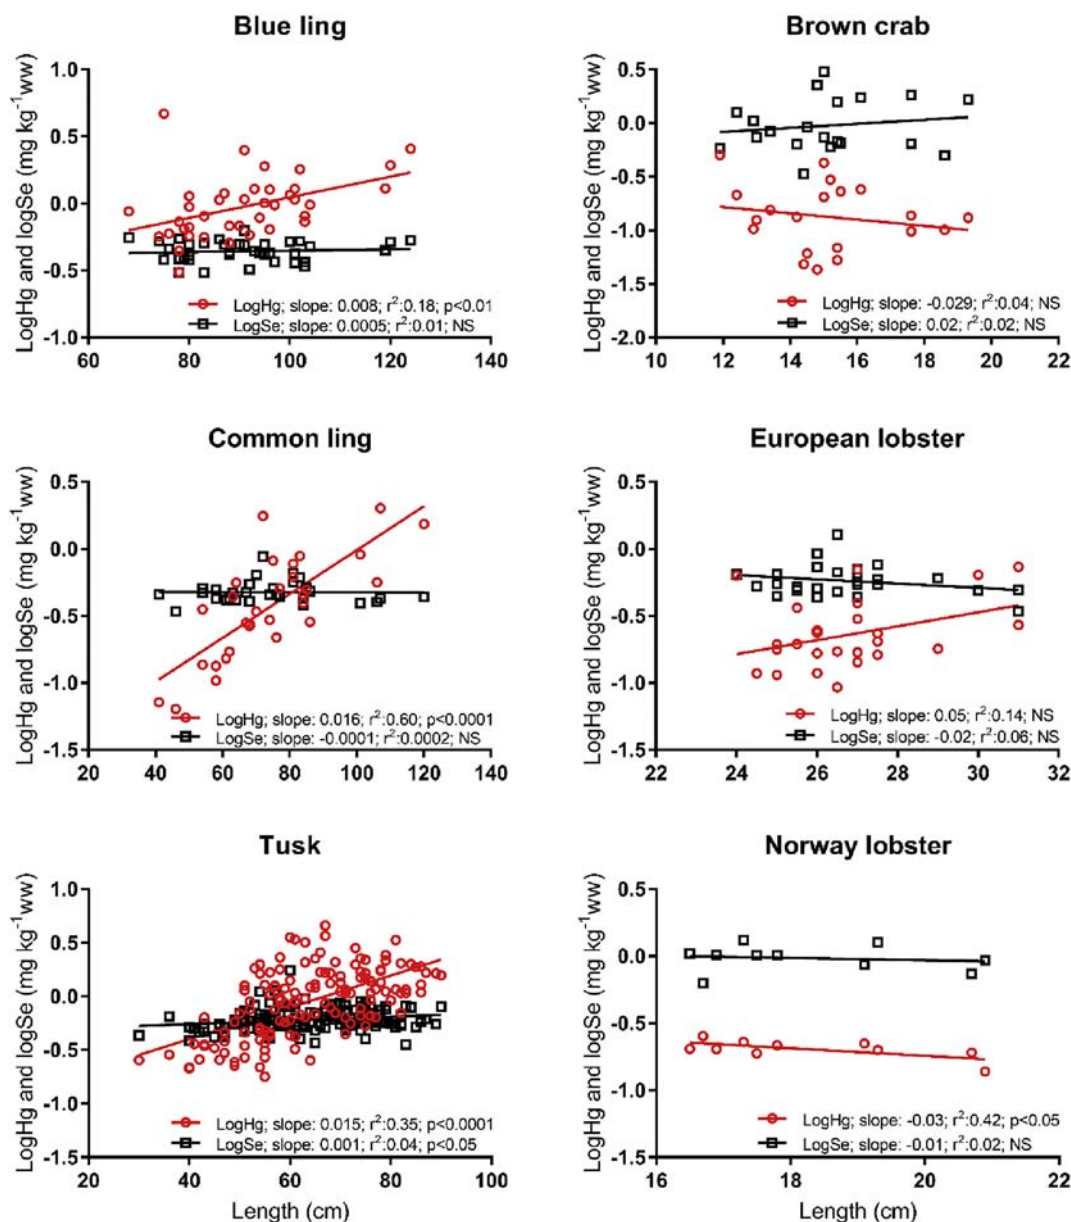 Blue ling
LogHg and logSe (mg kg⁻¹ww)
1.0
0.5
0.0
-0.5
-1.0
60
80
100
120
140
LogHg; slope: 0.008; r²:0.18; p<0.01
LogSe; slope: 0.0005; r²:0.01; NS
Brown crab
LogHg and logSe (mg kg⁻¹ww)
0.5
0.0
-0.5
-1.0
-1.5
-2.0
10
12
14
16
18
20
22
LogHg; slope: -0.029; r²:0.04; NS
LogSe; slope: 0.02; r²:0.02; NS
Common ling
LogHg and logSe (mg kg⁻¹ww)
0.5
0.0
-0.5
-1.0
-1.5
20
40
60
80
100
120
140
LogHg; slope: 0.016; r²:0.60; p<0.0001
LogSe; slope: -0.0001; r²:0.0002; NS
European lobster
LogHg and logSe (mg kg⁻¹ww)
0.5
0.0
-0.5
-1.0
-1.5
22
24
26
28
30
32
LogHg; slope: 0.05; r²:0.14; NS
LogSe; slope: -0.02; r²:0.06; NS
Tusk
LogHg and logSe (mg kg⁻¹ww)
1.0
0.5
0.0
-0.5
-1.0
-1.5
20
40
60
80
100
LogHg; slope: 0.015; r²:0.35; p<0.0001
LogSe; slope: 0.001; r²:0.04; p<0.05
Length (cm)
Norway lobster
LogHg and logSe (mg kg⁻¹ww)
0.5
0.0
-0.5
-1.0
-1.5
16
18
20
22
LogHg; slope: -0.03; r²:0.42; p<0.05
LogSe; slope: -0.01; r²:0.02; NS
Length (cm)